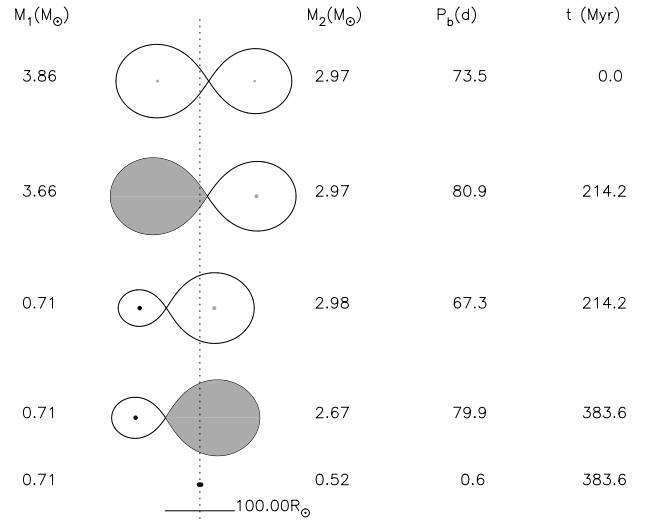 M₁(M☉) M₂(M☉) P_b(d) t (Myr)
3.86 2.97 73.5 0.0
3.66 2.97 80.9 214.2
0.71 2.98 67.3 214.2
0.71 2.67 79.9 383.6
0.71 0.52 0.6 383.6
100.00R☉